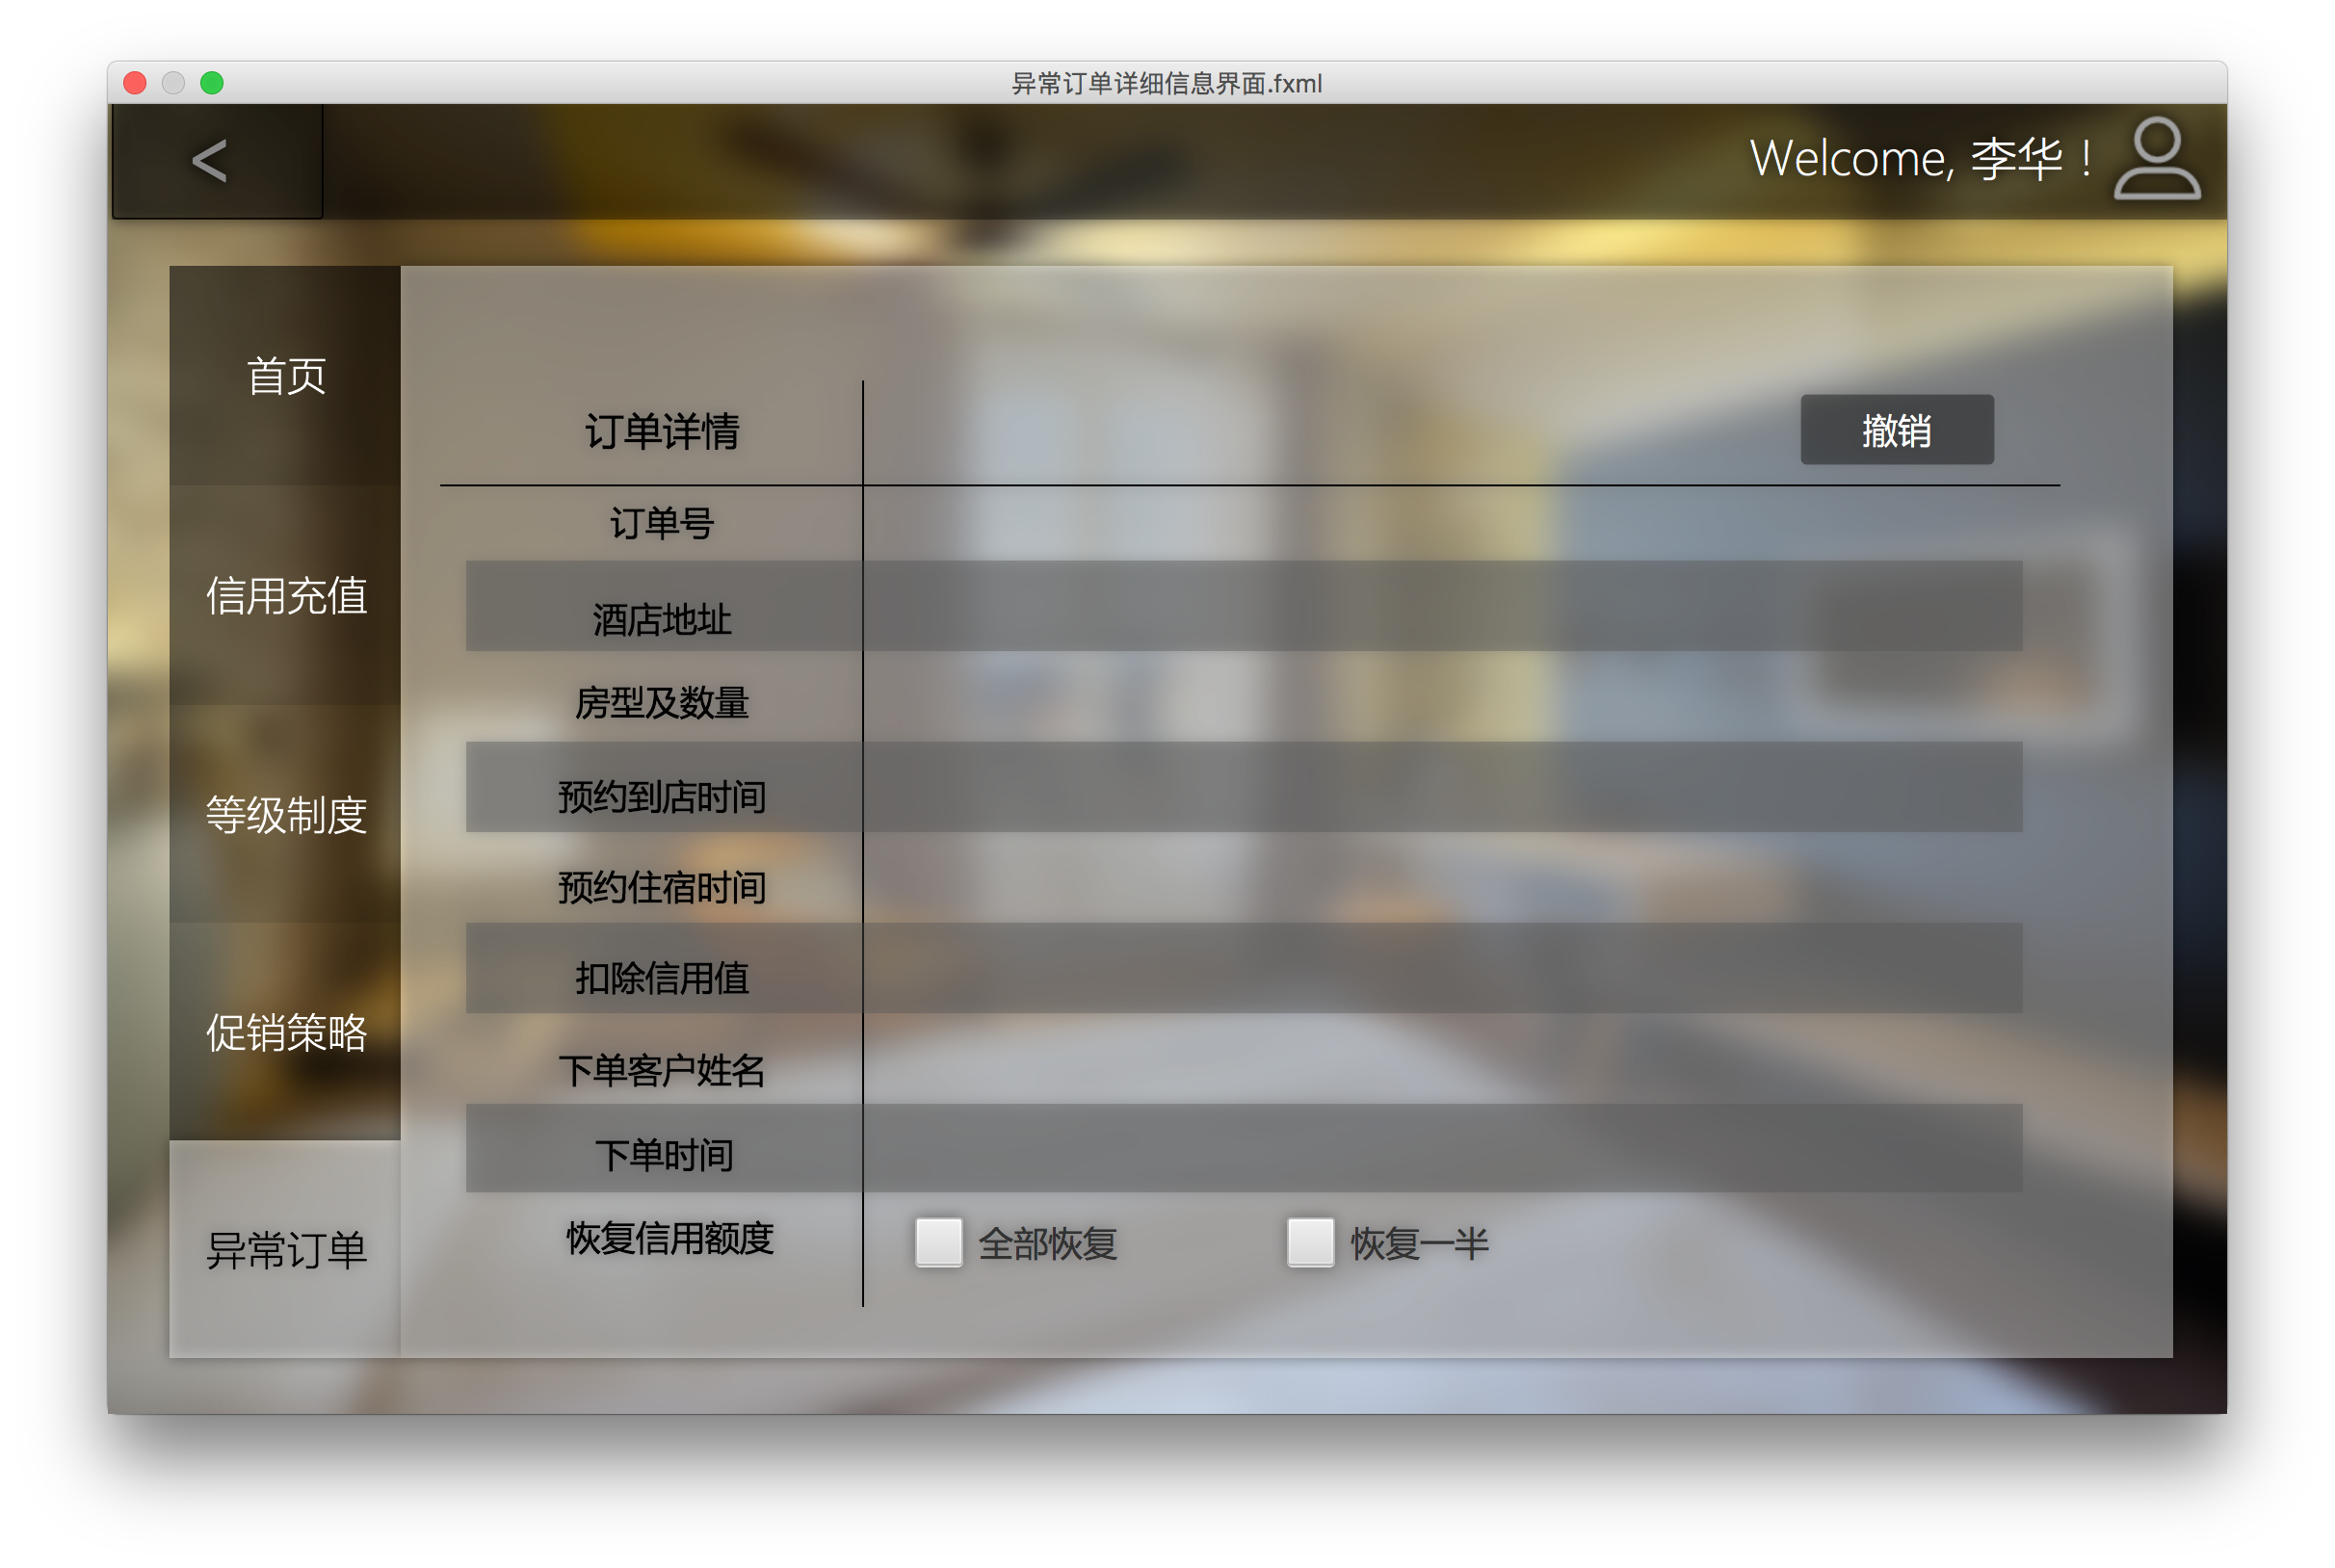 异常订单详细信息界面.fxml
<
Welcome, 李华！
首页
信用充值
等级制度
促销策略
异常订单
订单详情
撤销
订单号
酒店地址
房型及数量
预约到店时间
预约住宿时间
扣除信用值
下单客户姓名
下单时间
恢复信用额度
全部恢复
恢复一半